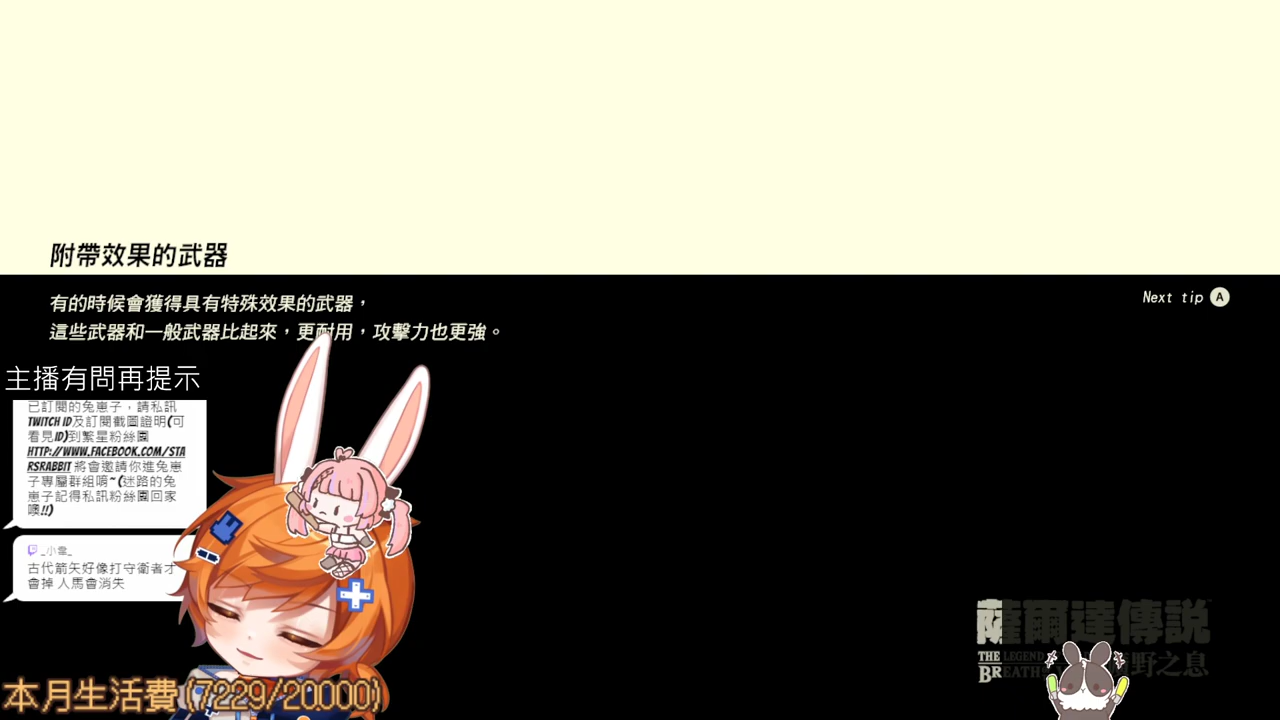 附帶效果的武器
有的時候會獲得具有特殊效果的武器，
這些武器和一般武器比起來，更耐用，攻擊力也更強。
Next tip A
主播有問再提示
已訂閱的兔崽子，請私訊
TWITCH ID及訂閱截圖證明(可
看見ID)到繁星粉絲團
HTTP://WWW.FACEBOOK.COM/STA
RSRABBIT 將會邀請你進兔崽
子專屬群組唷~(迷路的兔
崽子記得私訊粉絲團回家
噢!!)
_小韋_
古代箭矢好像打守衛者才
會掉 人馬會消失
本月生活費(7229/20000)
薩爾達傳說
THE LEGEND
BREATH
野之息